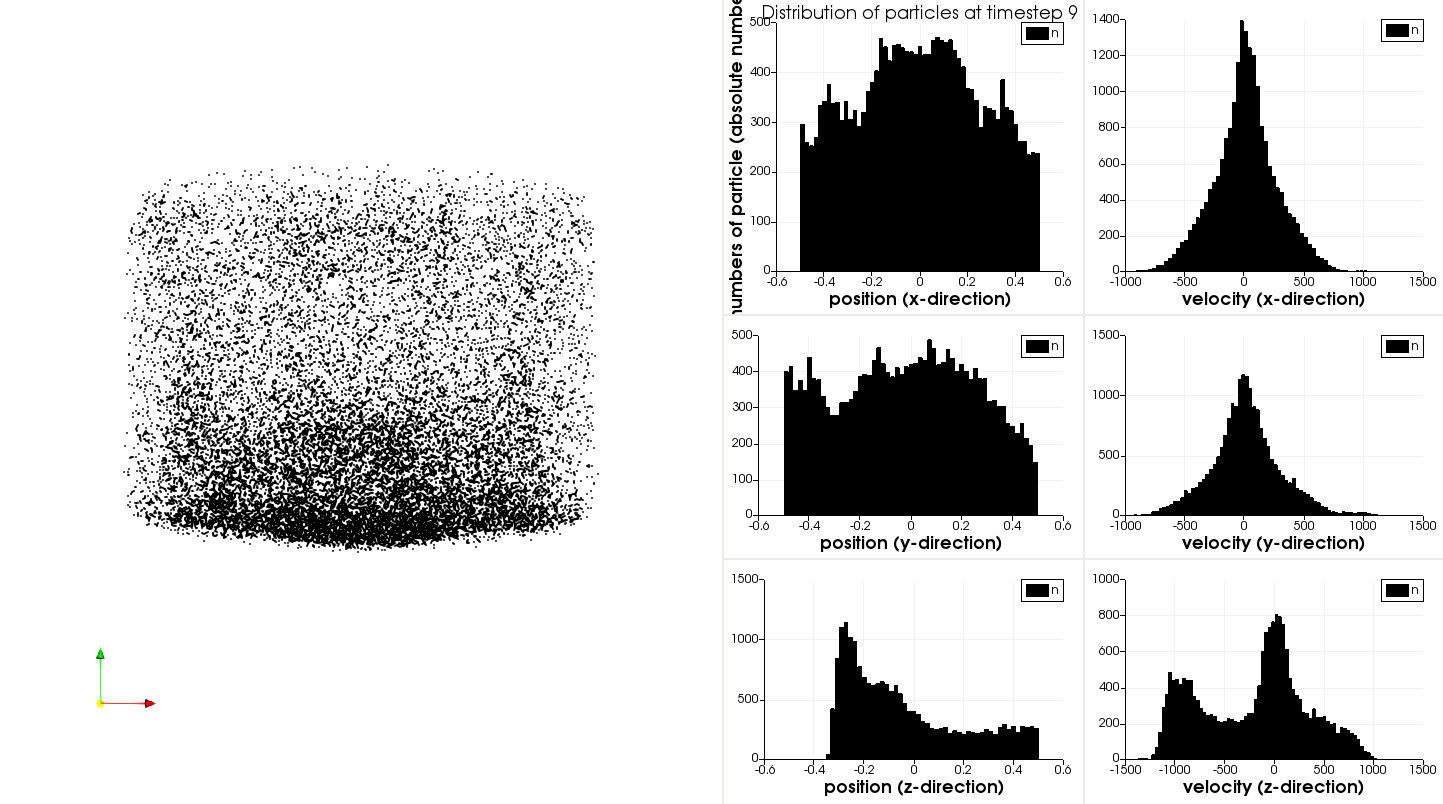 Distribution of particles at timestep 9
numbers of particle (absolute number
500
400
300
200
100
0
n
-0.6 -0.4 -0.2 0 0.2 0.4 0.6
position (x-direction)
1400
1200
1000
800
600
400
200
0
n
-1000 -500 0 500 1000 1500
velocity (x-direction)
500
400
300
200
100
0
n
-0.6 -0.4 -0.2 0 0.2 0.4 0.6
position (y-direction)
1500
1000
500
0
n
-1000 -500 0 500 1000 1500
velocity (y-direction)
1500
1000
500
0
n
-0.6 -0.4 -0.2 0 0.2 0.4 0.6
position (z-direction)
1000
800
600
400
200
0
n
-1500 -1000 -500 0 500 1000 1500
velocity (z-direction)